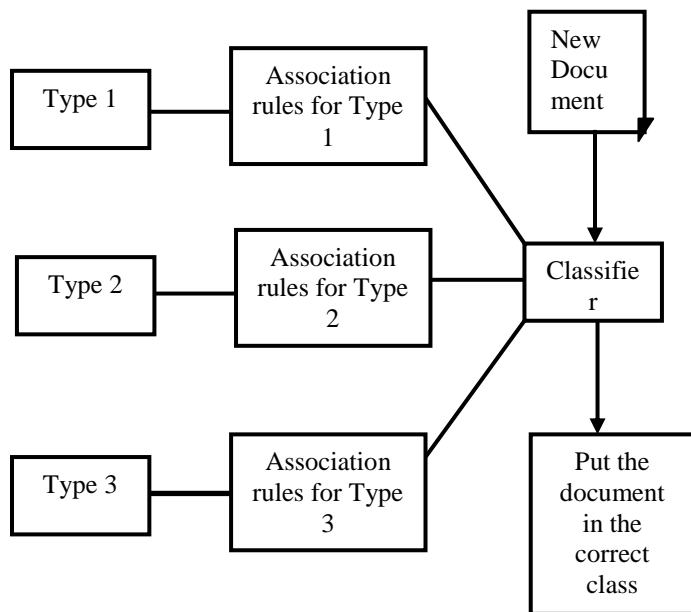 Type 1
Association
rules for Type
1
New
Docu
ment
Type 2
Association
rules for Type
2
Classifie
r
Type 3
Association
rules for Type
3
Put the
document
in the
correct
class